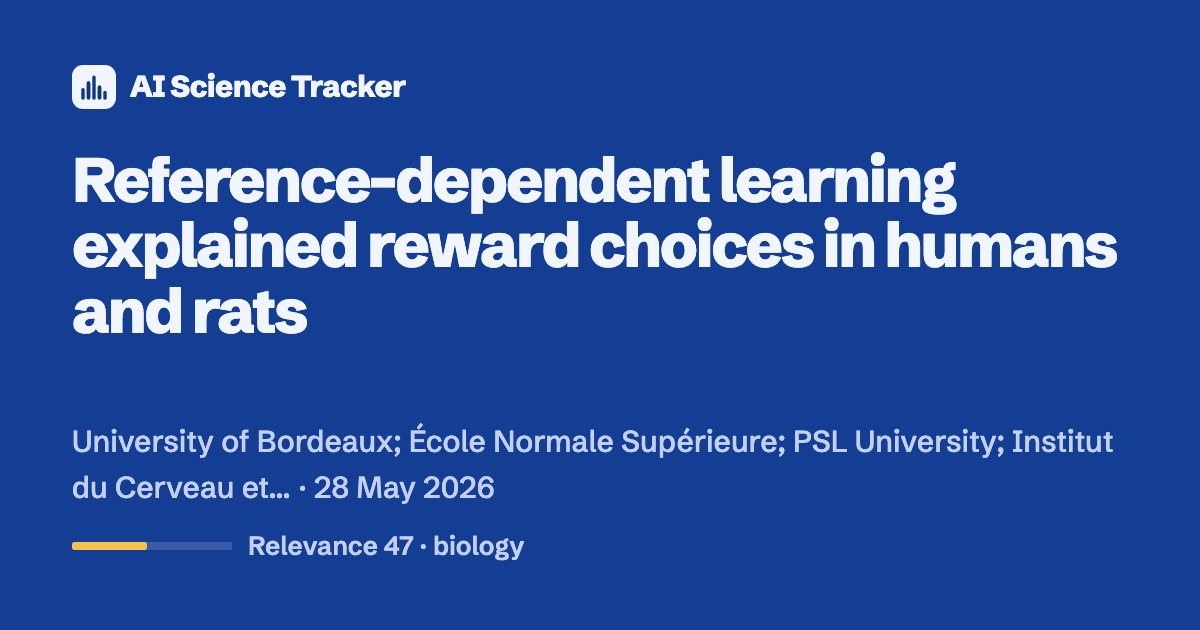 AI Science Tracker
Reference-dependent learning
explained reward choices in humans
and rats
University of Bordeaux; École Normale Supérieure; PSL University; Institut
du Cerveau et... · 28 May 2026
Relevance 47 · biology